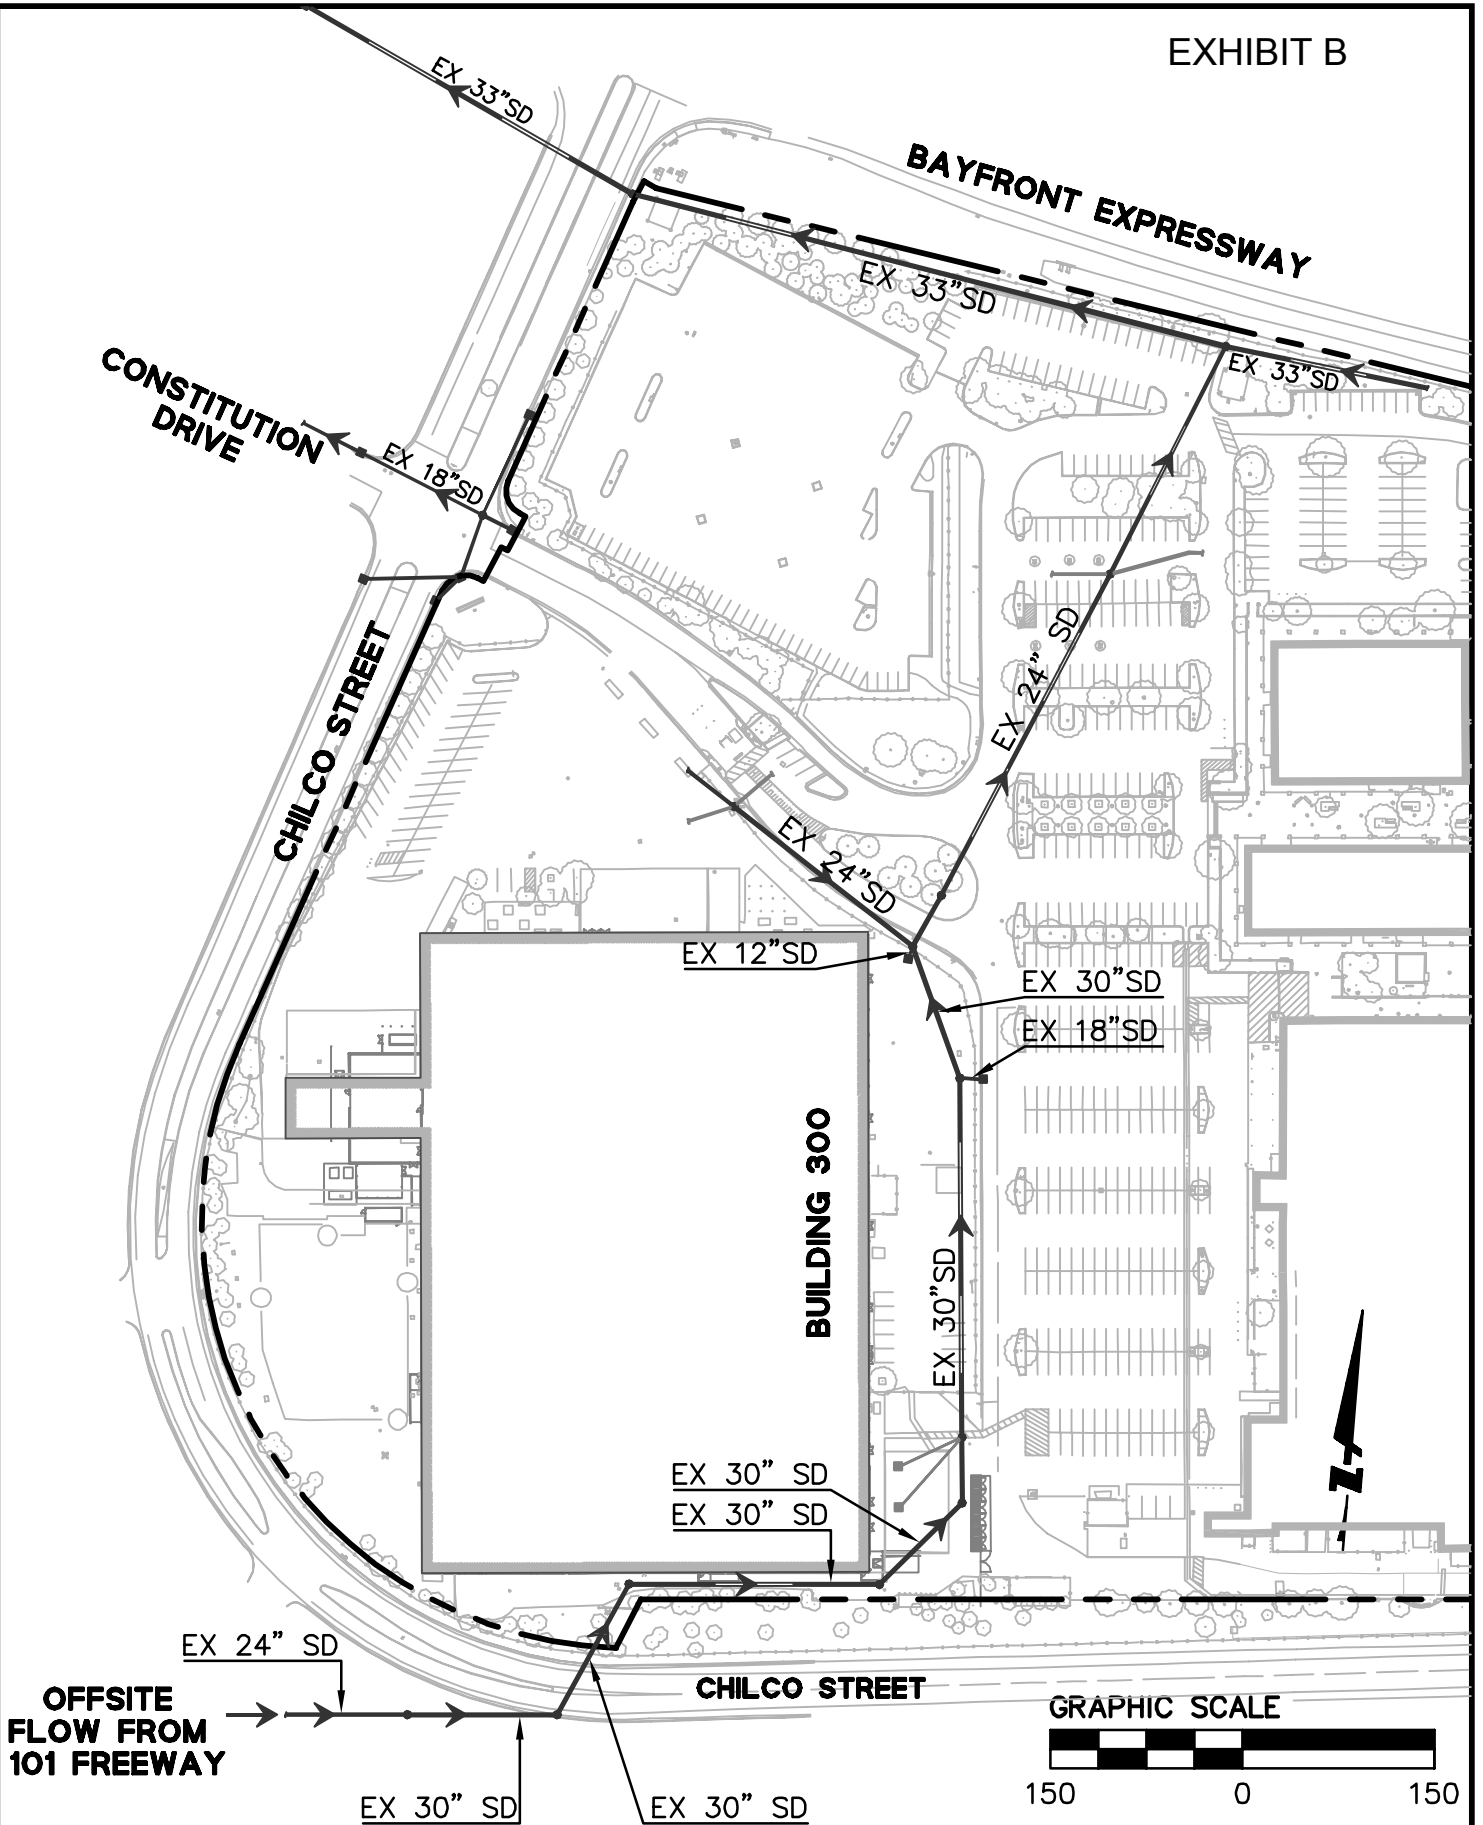 EXHIBIT B
EX 33”SD
BAYFRONT EXPRESSWAY
EX 33”SD
EX 33”SD
CONSTITUTION
DRIVE
EX 18”SD
CHILCO STREET
EX 24” SD
EX 24”SD
EX 12”SD
EX 30”SD
EX 18”SD
BUILDING 300
EX 30”SD
EX 30” SD
EX 30” SD
EX 24” SD
OFFSITE
FLOW FROM
101 FREEWAY
CHILCO STREET
EX 30” SD
EX 30” SD
GRAPHIC SCALE
150 0 150